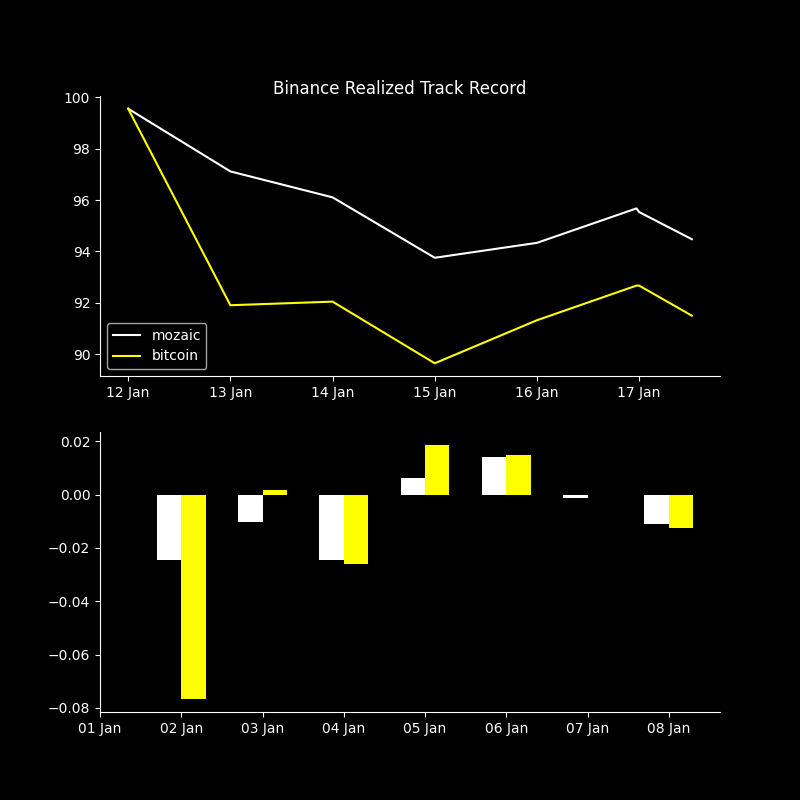 Binance Realized Track Record
100
98
96
94
92
90
mozaic
bitcoin
12 Jan 13 Jan 14 Jan 15 Jan 16 Jan 17 Jan
0.02
0.00
−0.02
−0.04
−0.06
−0.08
01 Jan 02 Jan 03 Jan 04 Jan 05 Jan 06 Jan 07 Jan 08 Jan